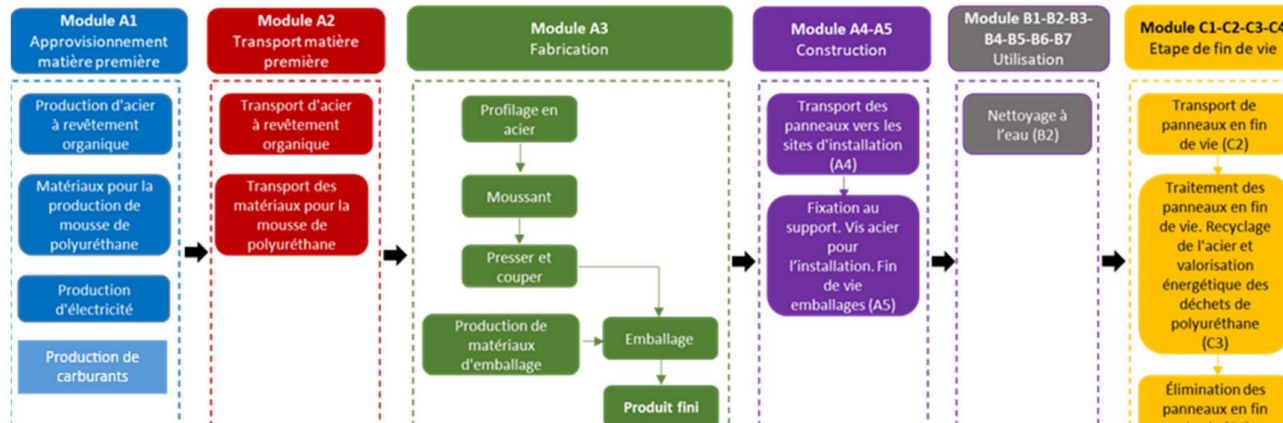 Module A1
Approvisionnement
matière première
Production d'acier
à revêtement
organique
Matériaux pour la
production de
mousse de
polyuréthane
Production
d'électricité
Production de
carburants
Module A2
Transport matière
première
Transport d'acier
à revêtement
organique
Transport des
matériaux pour la
mousse de
polyuréthane
Module A3
Fabrication
Profilage en
acier
Moussant
Presser et
couper
Production de
matériaux
d'emballage
Emballage
Produit fini
Module A4-A5
Construction
Transport des
panneaux vers les
sites d'installation
(A4)
Fixation au
support. Vis acier
pour
l'installation. Fin
de vie
emballages (A5)
Module B1-B2-B3-
B4-B5-B6-B7
Utilisation
Nettoyage à
l'eau (B2)
Module C1-C2-C3-C4
Etape de fin de vie
Transport de
panneaux en fin
de vie (C2)
Traitement des
panneaux en fin
de vie. Recyclage
de l'acier et
valorisation
énergétique des
déchets de
polyuréthane
(C3)
Élimination des
panneaux en fin